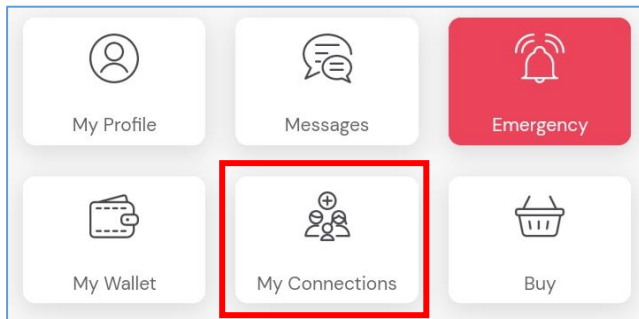 My Profile
Messages
Emergency
My Wallet
My Connections
Buy